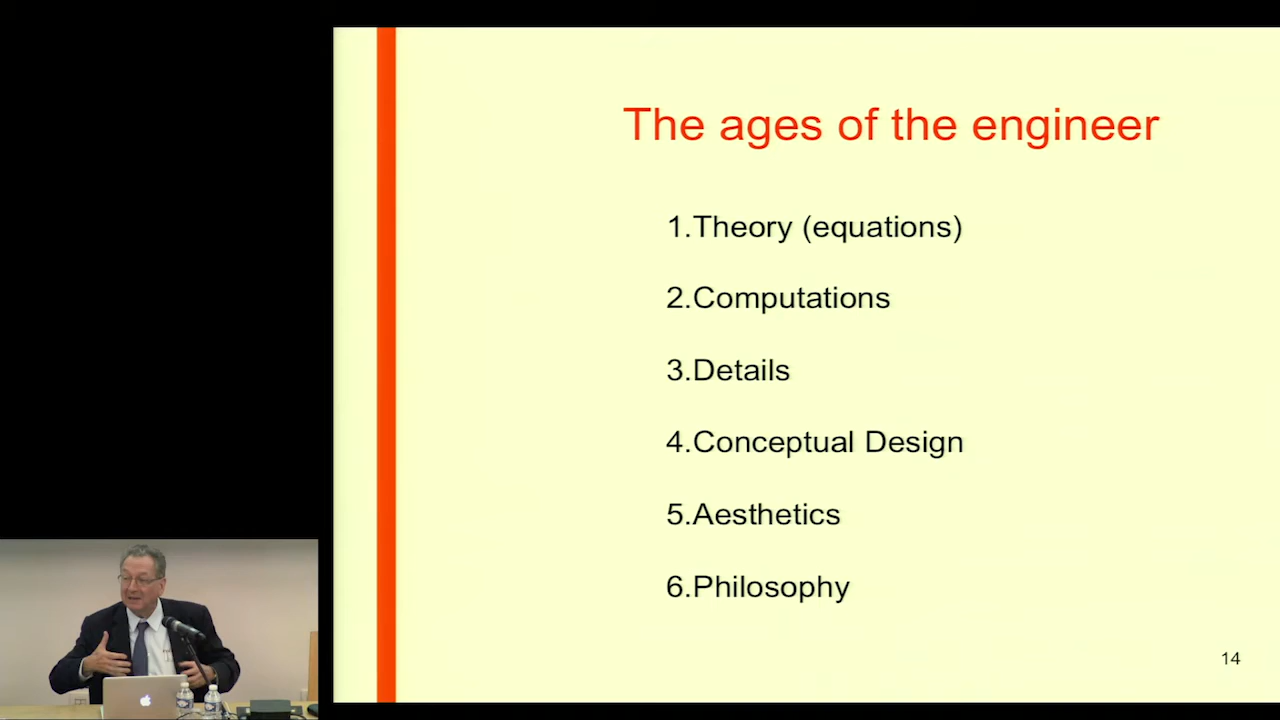 The ages of the engineer
1.Theory (equations)
2.Computations
3.Details
4.Conceptual Design
5.Aesthetics
6.Philosophy
14